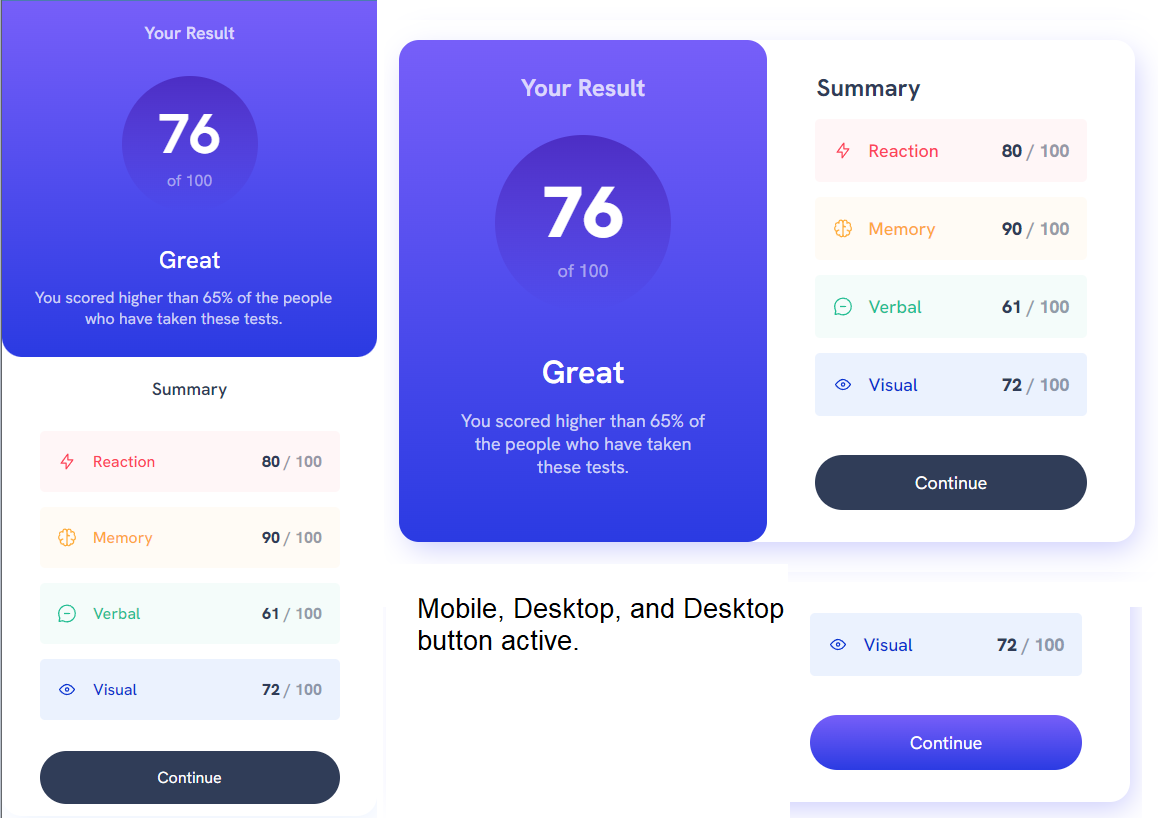 Your Result
76
of 100
Great
You scored higher than 65% of the people
who have taken these tests.
Summary
Reaction 80 / 100
Memory 90 / 100
Verbal 61 / 100
Visual 72 / 100
Continue
Your Result
76
of 100
Great
You scored higher than 65% of
the people who have taken
these tests.
Summary
Reaction 80 / 100
Memory 90 / 100
Verbal 61 / 100
Visual 72 / 100
Continue
Mobile, Desktop, and Desktop
button active.
Visual 72 / 100
Continue